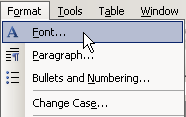 Format Tools Table Window
A Font...
¶ Paragraph...
Bullets and Numbering...
Change Case...